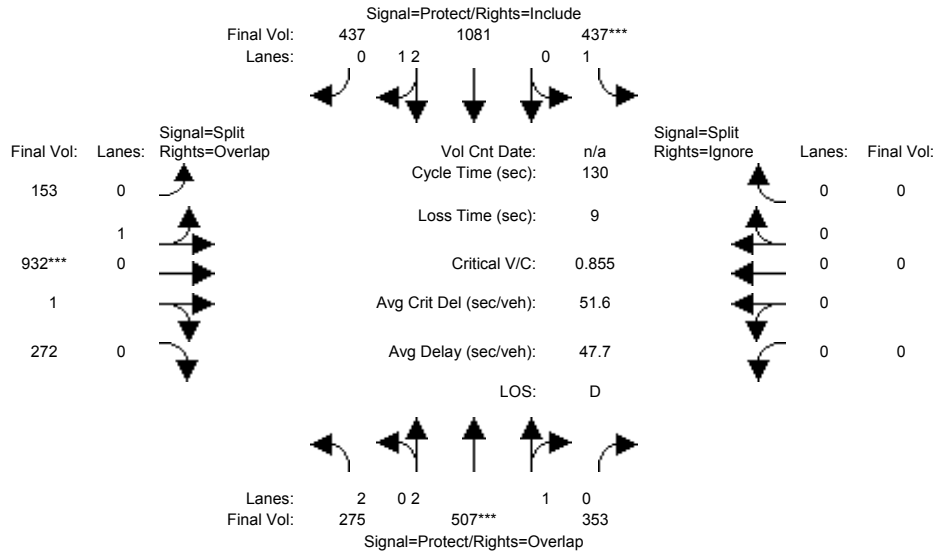 Signal=Protect/Rights=Include
Final Vol: 437 1081 437***
Lanes: 0 1 2 0 1
Signal=Split
Final Vol: Lanes: Rights=Overlap
Vol Cnt Date: n/a
Signal=Split
Rights=Ignore Lanes: Final Vol:
Cycle Time (sec): 130
153 0
0 0
Loss Time (sec): 9
1
0
932*** 0
Critical V/C: 0.855
0 0
1
Avg Crit Del (sec/veh): 51.6
0
272 0
Avg Delay (sec/veh): 47.7
0 0
LOS: D
Lanes: 2 0 2 1 0
Final Vol: 275 507*** 353
Signal=Protect/Rights=Overlap